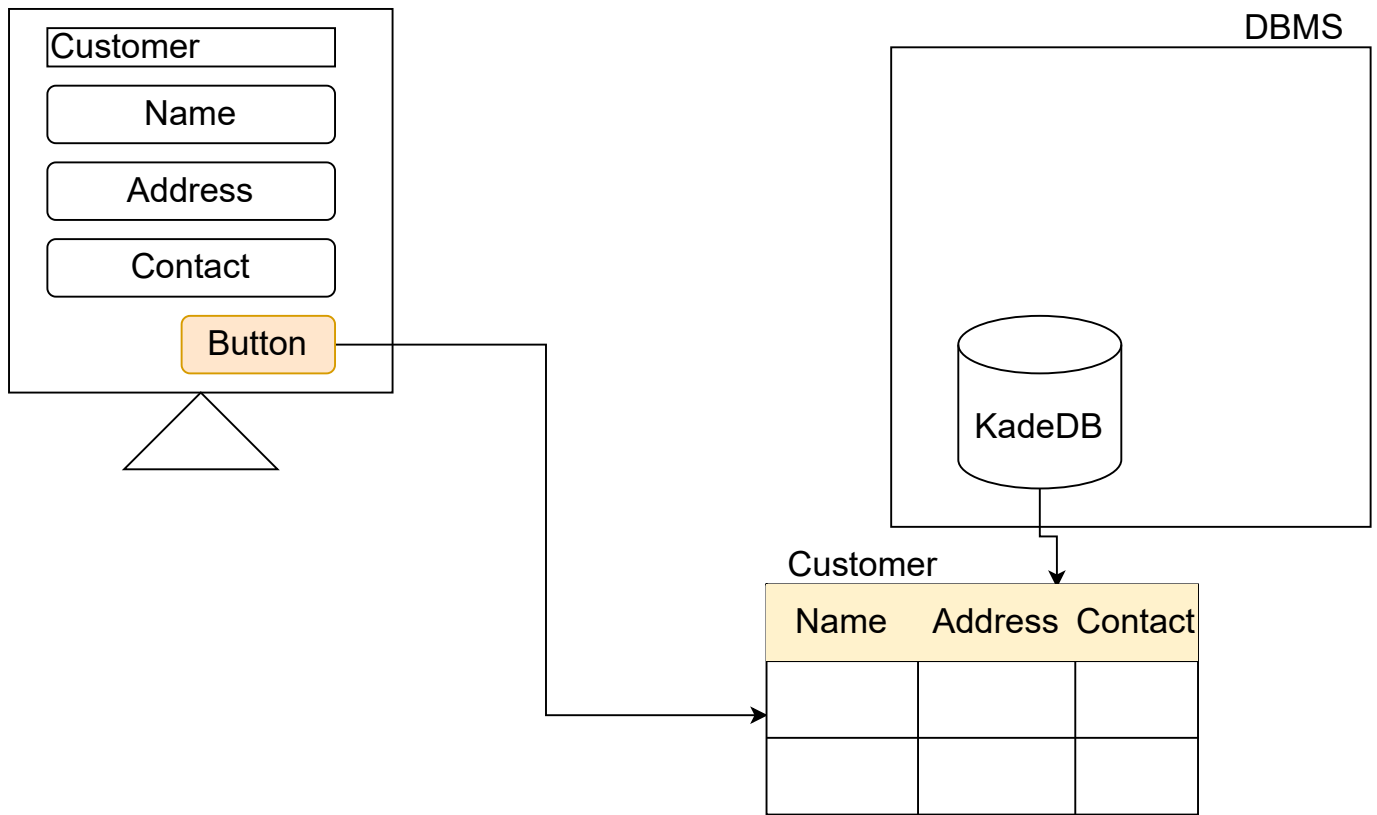 Customer
Name
Address
Contact
Button
DBMS
KadeDB
Customer
Name Address Contact